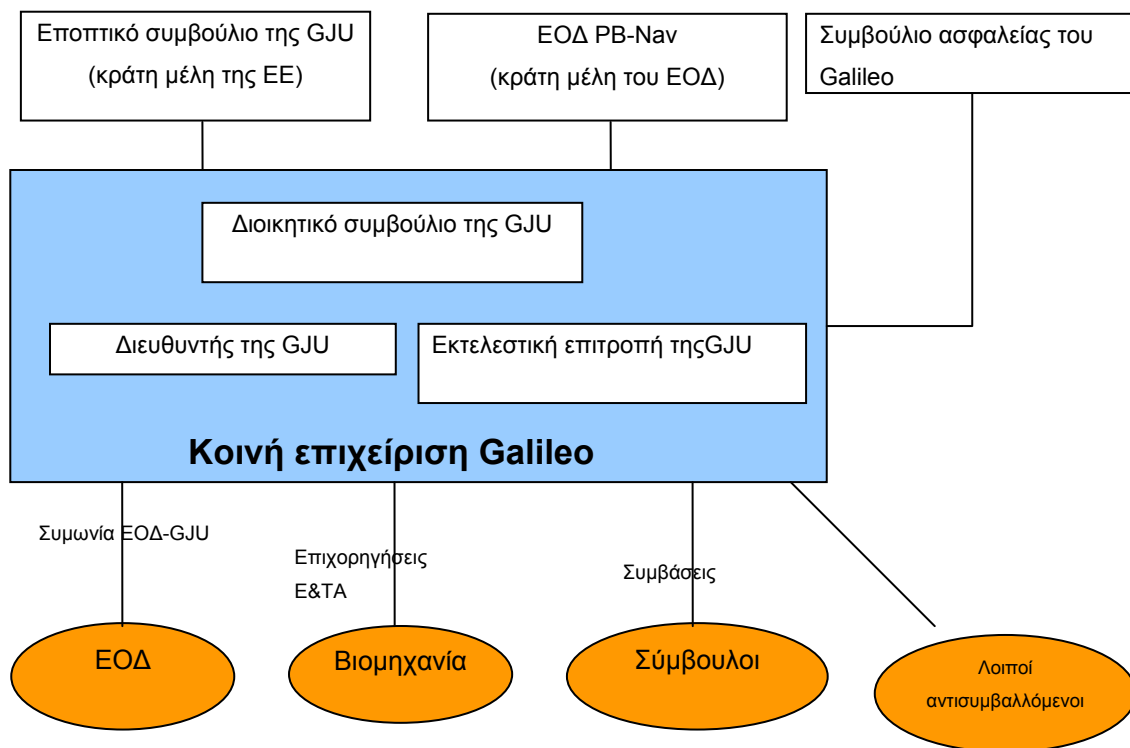 Εποπτικό συμβούλιο της GJU
(κράτη μέλη της ΕΕ)
ΕΟΔ PB-Nav
(κράτη μέλη του ΕΟΔ)
Συμβούλιο ασφαλείας του
Galileo
Διοικητικό συμβούλιο της GJU
Διευθυντής της GJU
Εκτελεστική επιτροπή τηςGJU
Κοινή επιχείριση Galileo
Συμωνία ΕΟΔ-GJU
Επιχορηγήσεις
Ε&ΤΑ
Συμβάσεις
ΕΟΔ
Βιομηχανία
Σύμβουλοι
Λοιποί
αντισυμβαλλόμενοι